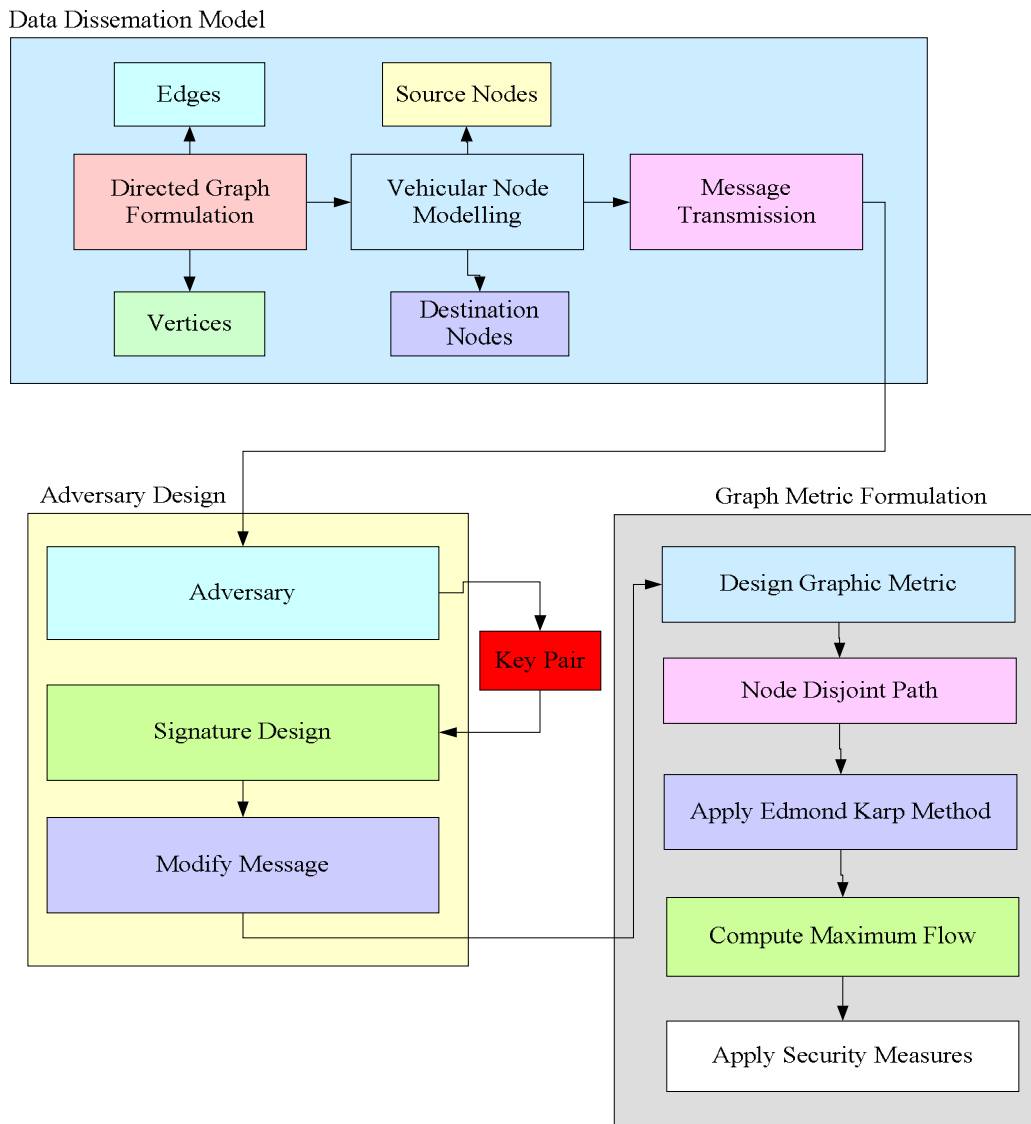 Data Dissemation Model
Edges
Source Nodes
Directed Graph
Formulation
Vehicular Node
Modelling
Message
Transmission
Vertices
Destination
Nodes
Adversary Design
Adversary
Key Pair
Signature Design
Modify Message
Graph Metric Formulation
Design Graphic Metric
Node Disjoint Path
Apply Edmond Karp Method
Compute Maximum Flow
Apply Security Measures